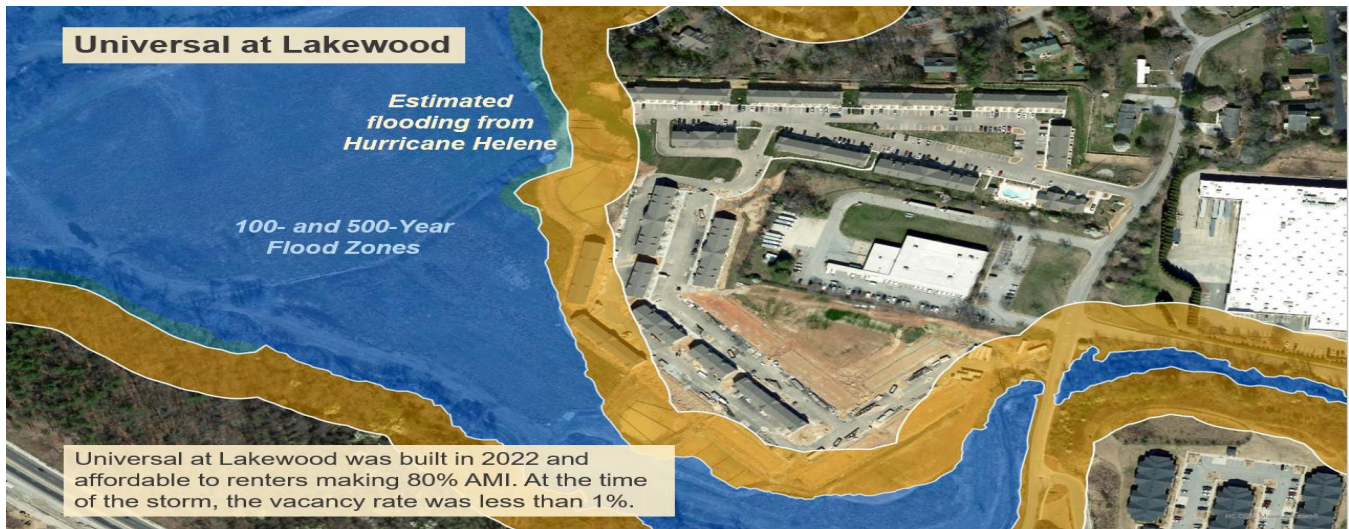 Universal at Lakewood
Estimated
flooding from
Hurricane Helene
100- and 500-Year
Flood Zones
Universal at Lakewood was built in 2022 and
affordable to renters making 80% AMI. At the time
of the storm, the vacancy rate was less than 1%.